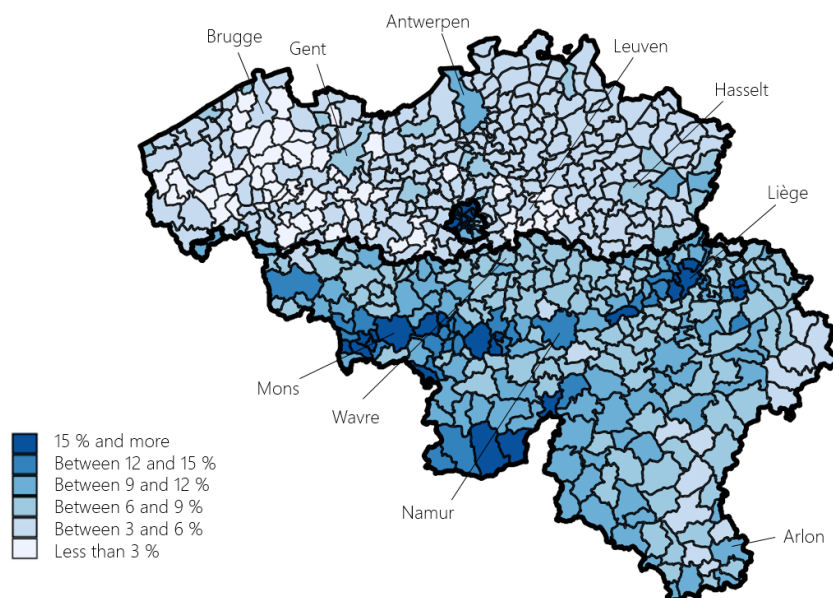 Antwerpen
Brugge
Gent
Leuven
Hasselt
Liège
Mons
Wavre
Namur
Arlon
15 % and more
Between 12 and 15 %
Between 9 and 12 %
Between 6 and 9 %
Between 3 and 6 %
Less than 3 %